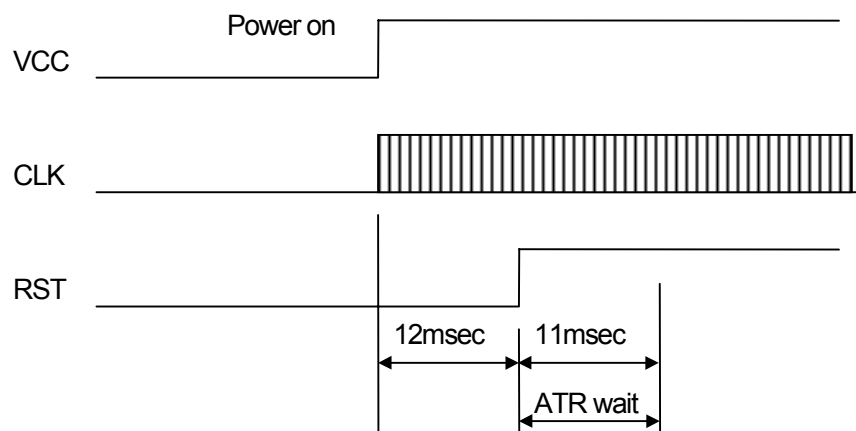 Power on
VCC
CLK
RST
12msec 11msec
ATR wait